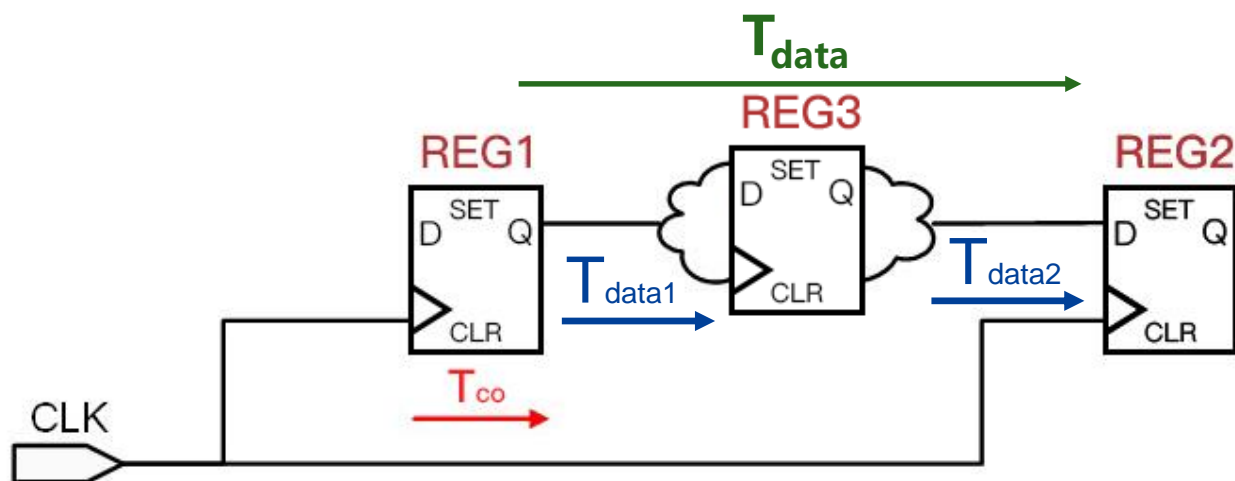 Tdata
REG3
REG1
REG2
SET
D
Q
CLR
SET
D
Q
CLR
SET
D
Q
CLR
Tdata1
Tdata2
Tco
CLK